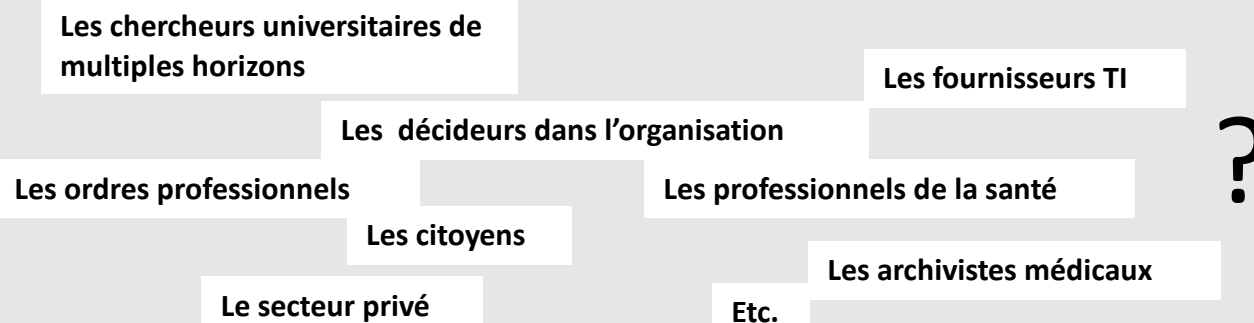 Les chercheurs universitaires de
multiples horizons
Les fournisseurs TI
Les  décideurs dans l’organisation
?
Les ordres professionnels
Les professionnels de la santé
Les citoyens
Les archivistes médicaux
Le secteur privé
Etc.